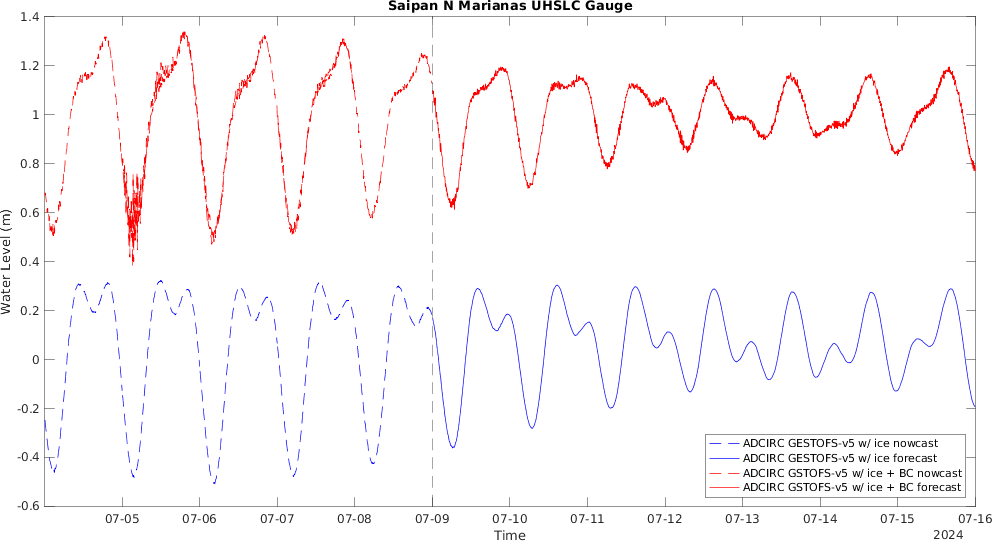 Saipan N Marianas UHSLC Gauge
1.4
1.2
1
0.8
0.6
0.4
0.2
0
-0.2
-0.4
-0.6
Water Level (m)
ADCIRC GESTOFS-v5 w/ ice nowcast
ADCIRC GESTOFS-v5 w/ ice forecast
ADCIRC GSTOFS-v5 w/ ice + BC nowcast
ADCIRC GSTOFS-v5 w/ ice + BC forecast
07-05 07-06 07-07 07-08 07-09 07-10 07-11 07-12 07-13 07-14 07-15 07-16
Time
2024